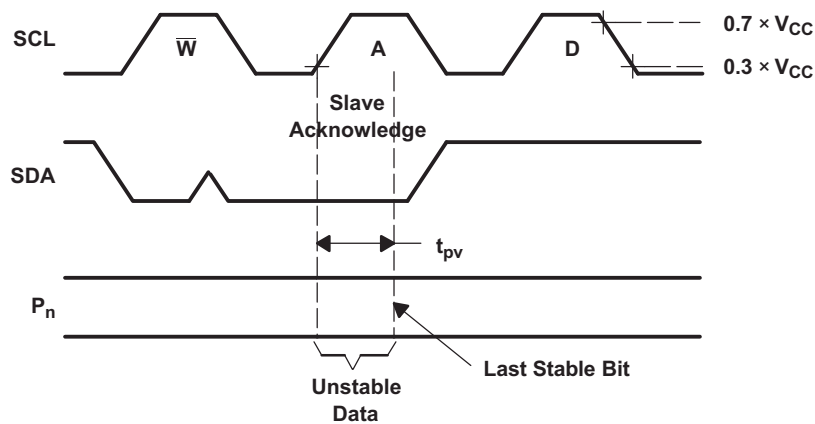 SCL
W̅
A
D
0.7 × VCC
0.3 × VCC
Slave
Acknowledge
SDA
tpv
Pn
Last Stable Bit
Unstable
Data